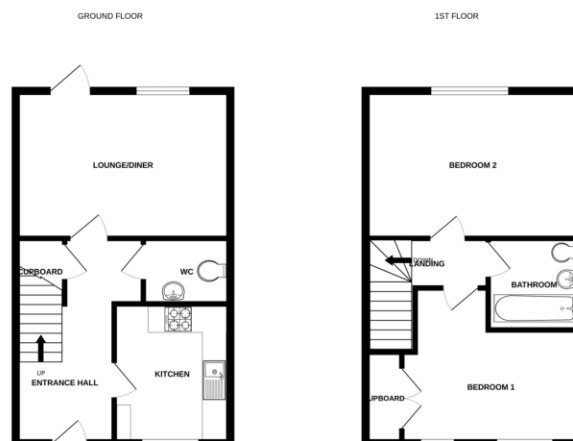 GROUND FLOOR
1ST FLOOR
LOUNGE/DINER
BEDROOM 2
CUPBOARD
WC
DOWN
LANDING
BATHROOM
UP
KITCHEN
ENTRANCE HALL
BEDROOM 1
UPBOARD